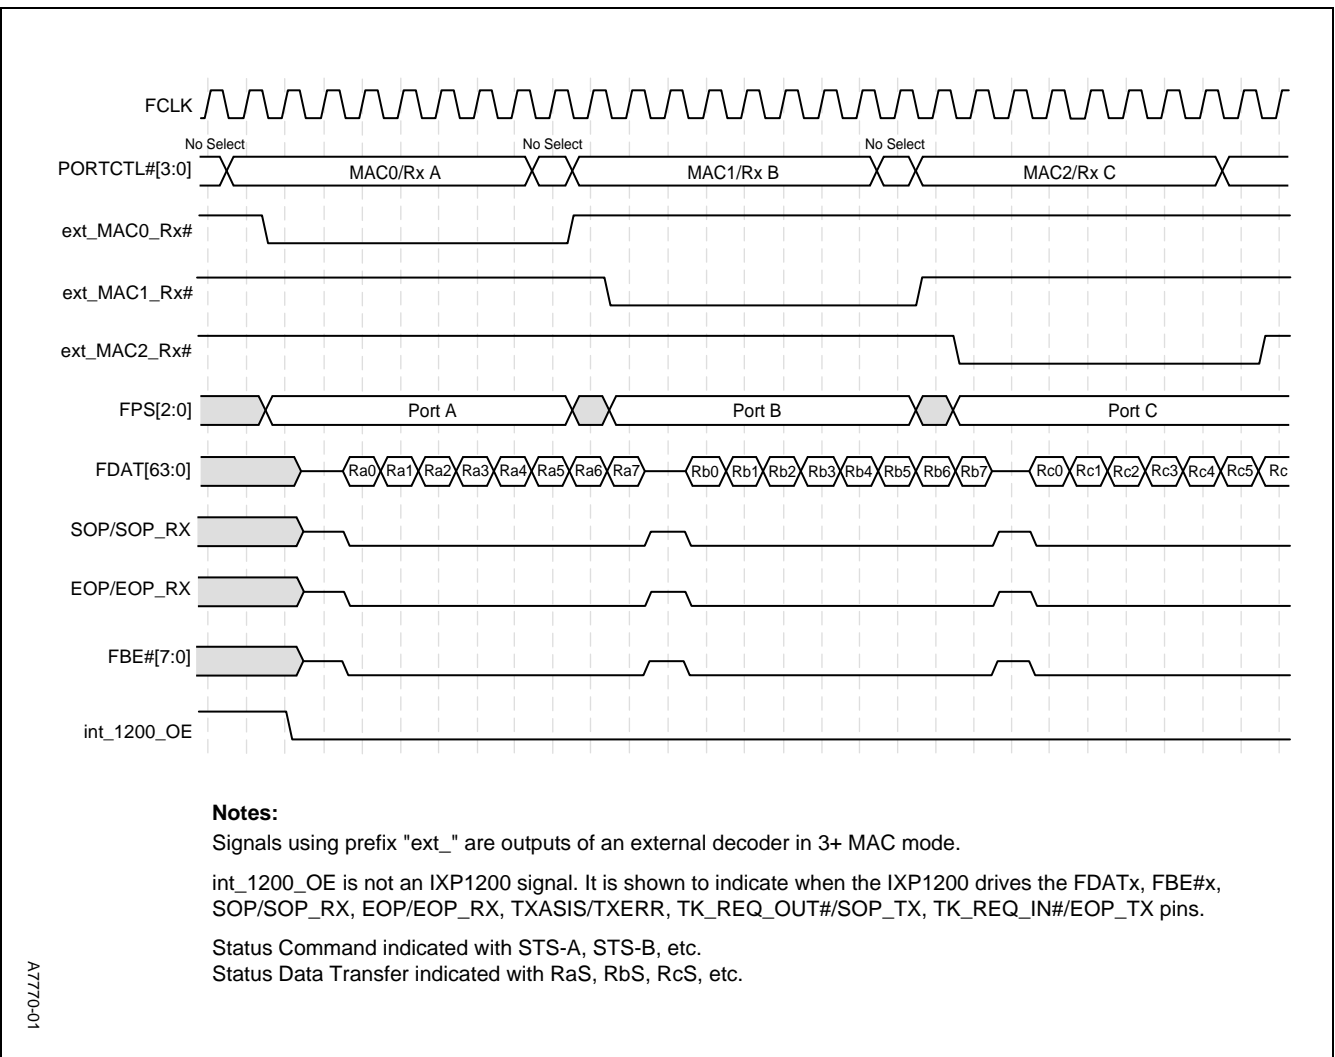 FCLK
No Select No Select No Select
PORTCTL#[3:0] MAC0/Rx A MAC1/Rx B MAC2/Rx C
ext_MAC0_Rx#
ext_MAC1_Rx#
ext_MAC2_Rx#
FPS[2:0] Port A Port B Port C
FDAT[63:0] Ra0 Ra1 Ra2 Ra3 Ra4 Ra5 Ra6 Ra7 Rb0 Rb1 Rb2 Rb3 Rb4 Rb5 Rb6 Rb7 Rc0 Rc1 Rc2 Rc3 Rc4 Rc5 Rc
SOP/SOP_RX
EOP/EOP_RX
FBE#[7:0]
int_1200_OE
Notes:
Signals using prefix "ext_" are outputs of an external decoder in 3+ MAC mode.
int_1200_OE is not an IXP1200 signal. It is shown to indicate when the IXP1200 drives the FDATx, FBE#x,
SOP/SOP_RX, EOP/EOP_RX, TXASIS/TXERR, TK_REQ_OUT#/SOP_TX, TK_REQ_IN#/EOP_TX pins.
Status Command indicated with STS-A, STS-B, etc.
Status Data Transfer indicated with RaS, RbS, RcS, etc.
A7770-01